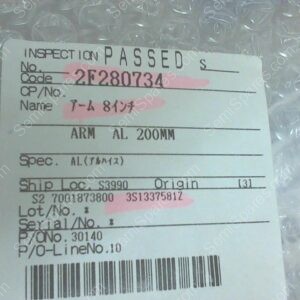 INSPECTION PASSED S
No.
Code 2F280734
CP/No.
Name アーム 8インチ
ARM AL 200MM
Spec. AL(アルハイス)
Ship Loc. S3990 Origin [3]
S2 7001873800 3S1337581Z
Lot/No. *
Serial/No. *
P/ONo. 30140
P/O-LineNo. 10